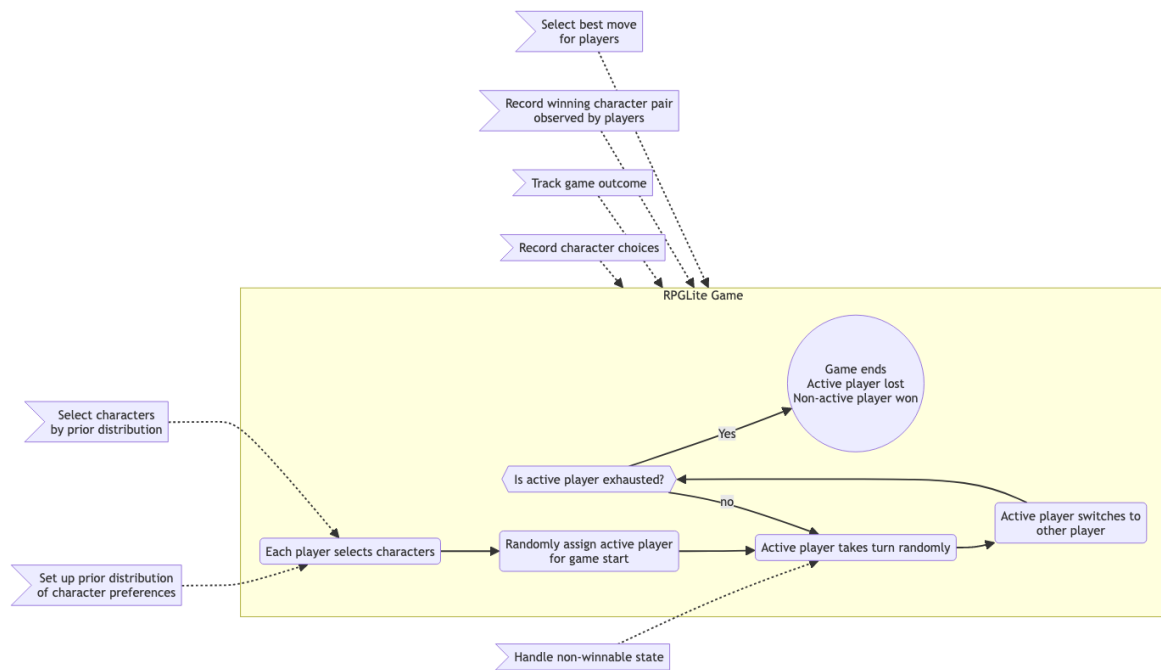 Select best move
for players
Record winning character pair
observed by players
Track game outcome
Record character choices
RPGLite Game
Game ends
Active player lost
Non-active player won
Select characters
by prior distribution
Yes
Is active player exhausted?
no
Active player switches to
other player
Each player selects characters
Randomly assign active player
for game start
Active player takes turn randomly
Set up prior distribution
of character preferences
Handle non-winnable state